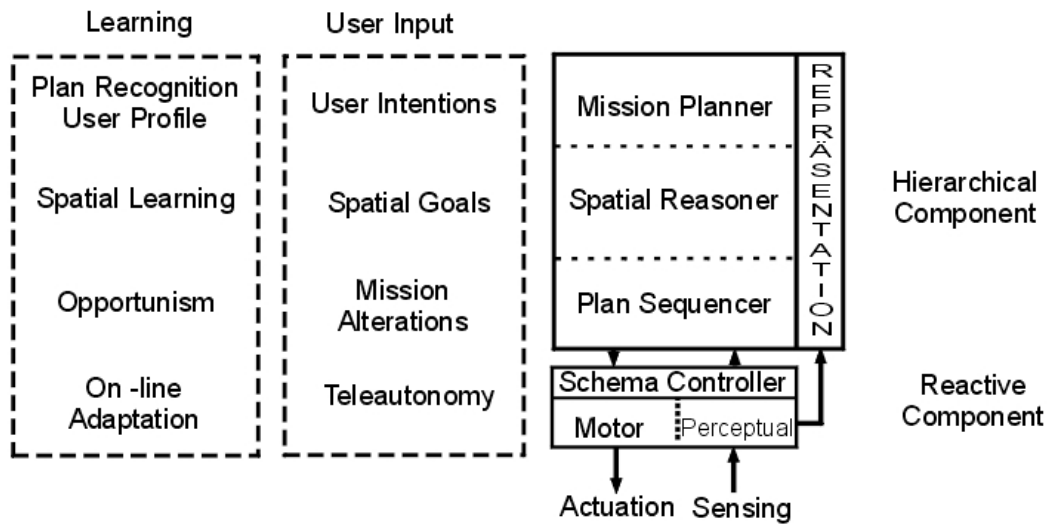 Learning
User Input
Plan Recognition
User Profile
Spatial Learning
Opportunism
On -line
Adaptation
User Intentions
Spatial Goals
Mission
Alterations
Teleautonomy
Mission Planner
Spatial Reasoner
Plan Sequencer
REPRÄSENTATION
Schema Controller
Motor
Perceptual
Actuation
Sensing
Hierarchical
Component
Reactive
Component